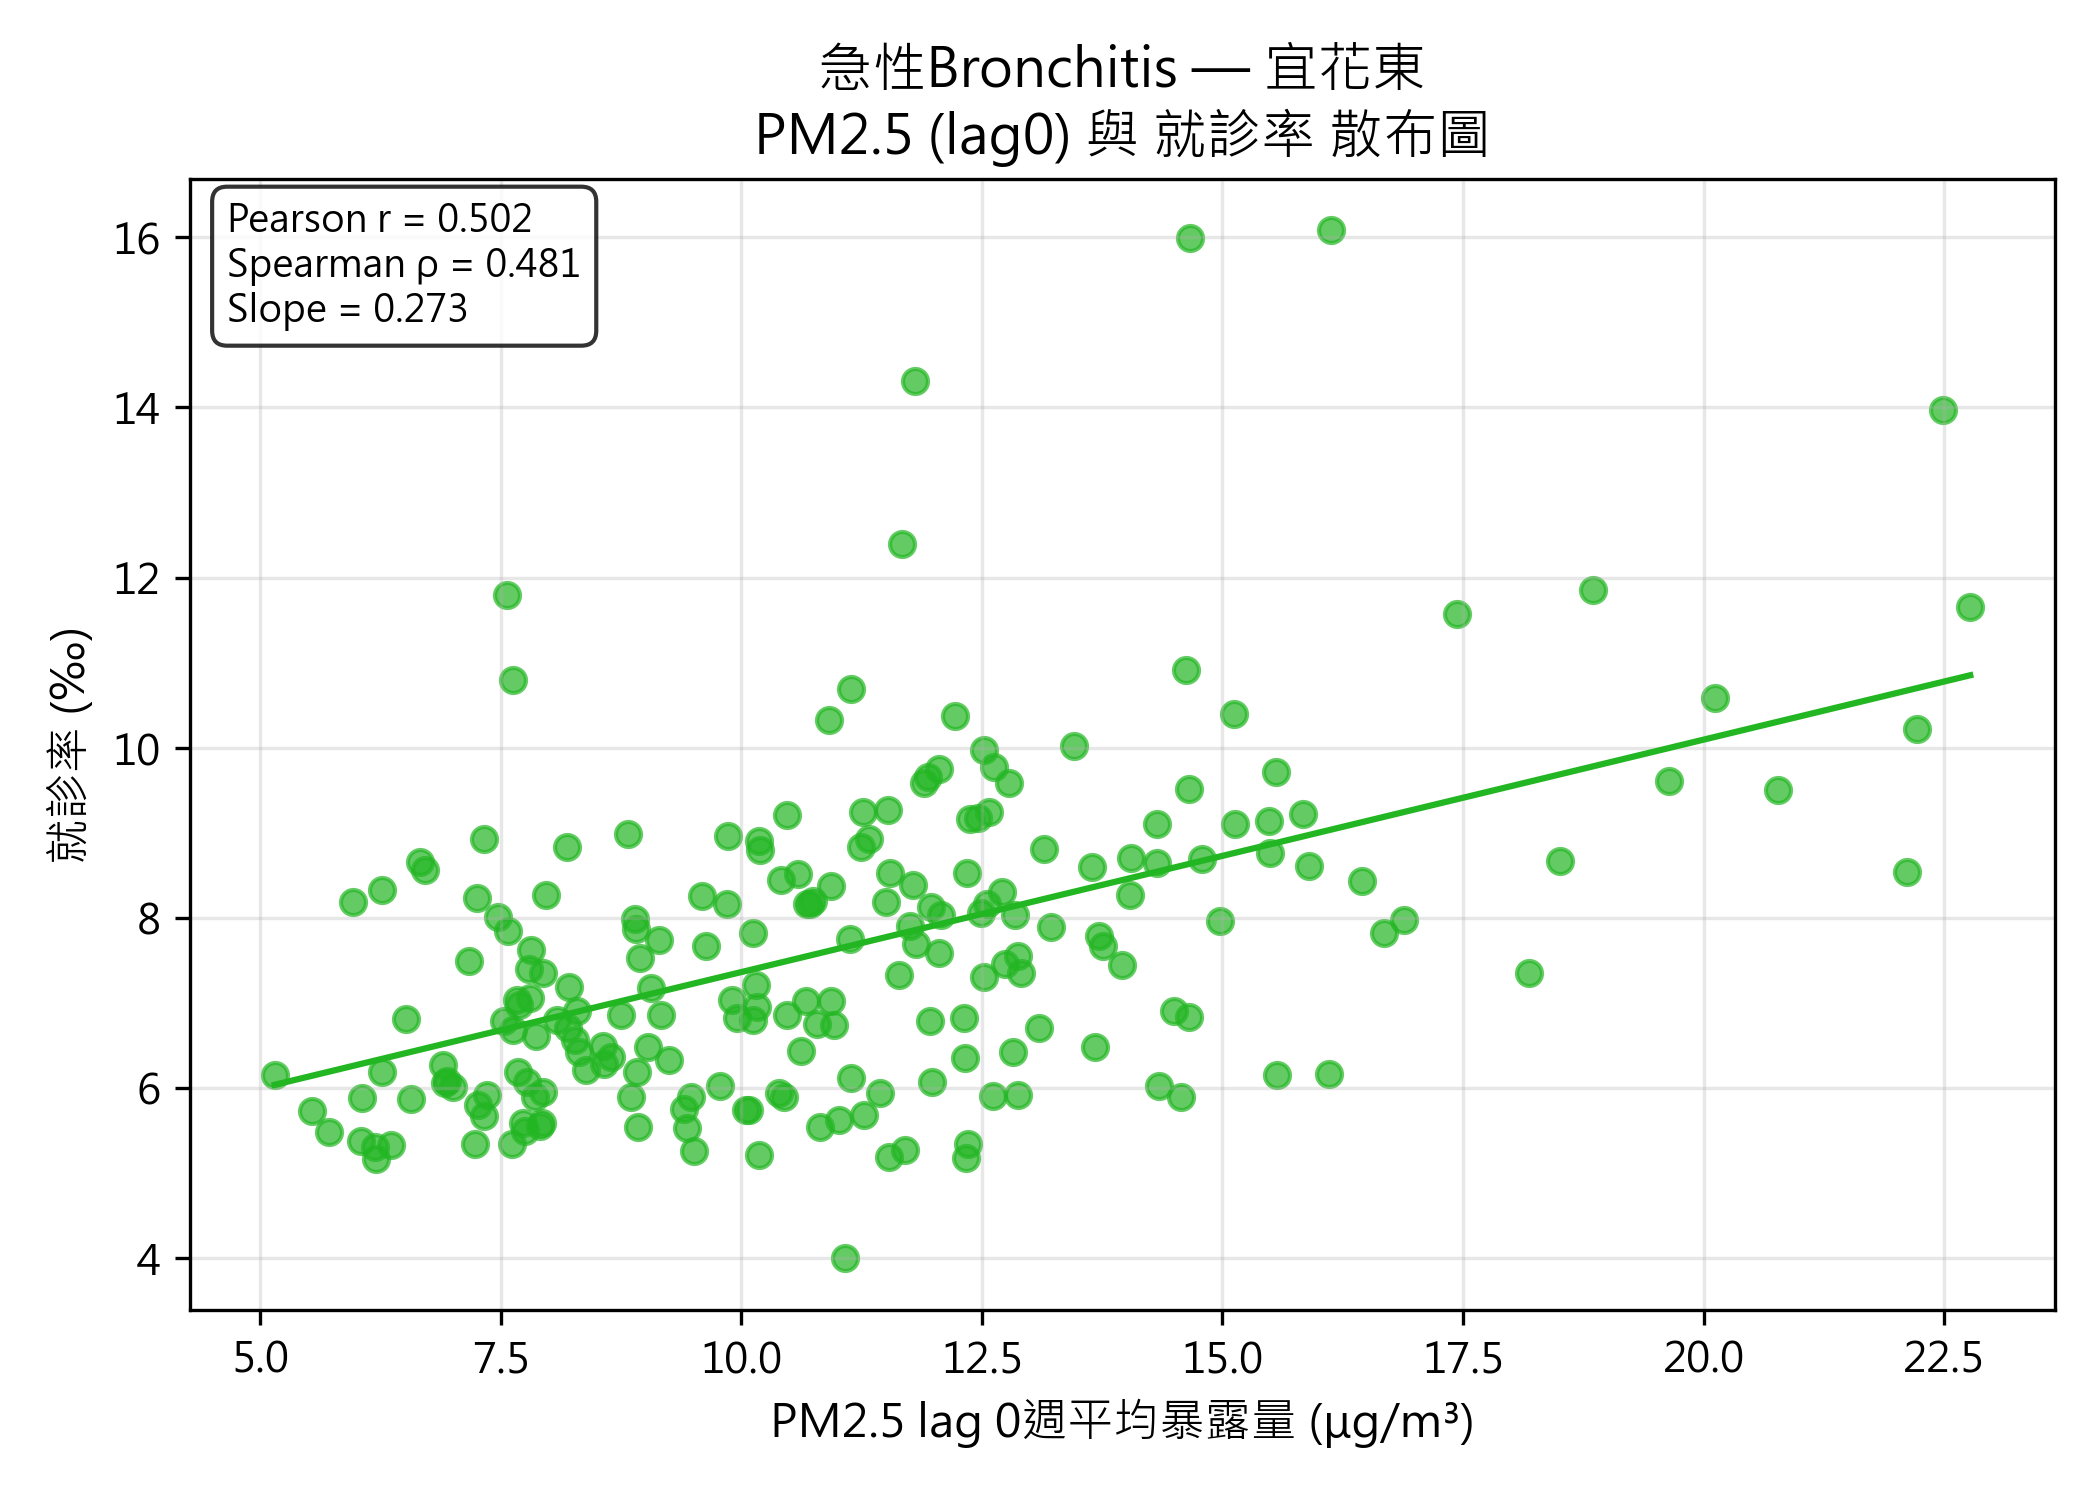 急性Bronchitis — 宜花東
PM2.5 (lag0) 與 就診率 散布圖
Pearson r = 0.502
Spearman ρ = 0.481
Slope = 0.273
就診率 (‰)
16
14
12
10
8
6
4
5.0 7.5 10.0 12.5 15.0 17.5 20.0 22.5
PM2.5 lag 0週平均暴露量 (μg/m³)